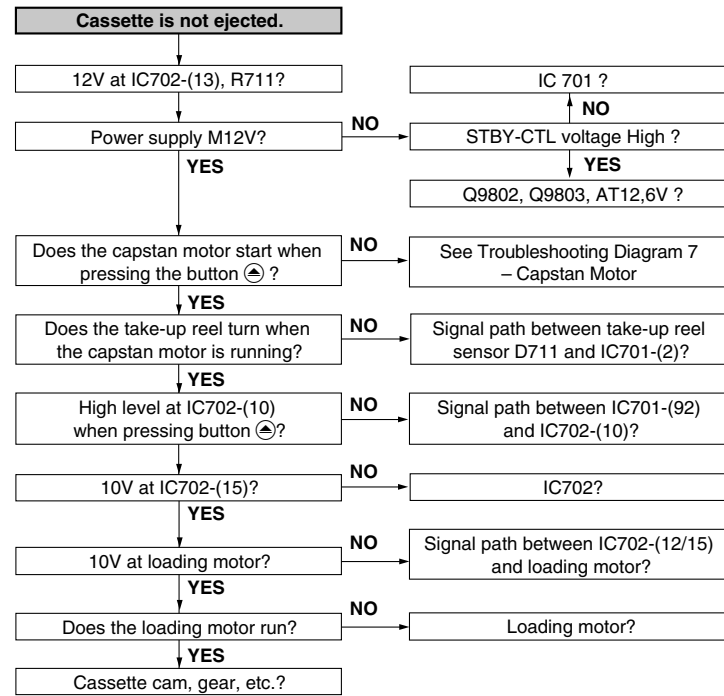 Cassette is not ejected.
12V at IC702-(13), R711?
IC 701 ?
NO
Power supply M12V?
NO
STBY-CTL voltage High ?
YES
YES
Q9802, Q9803, AT12,6V ?
Does the capstan motor start when
pressing the button ⏏ ?
NO
See Troubleshooting Diagram 7
– Capstan Motor
YES
Does the take-up reel turn when
the capstan motor is running?
NO
Signal path between take-up reel
sensor D711 and IC701-(2)?
YES
High level at IC702-(10)
when pressing button ⏏?
NO
Signal path between IC701-(92)
and IC702-(10)?
YES
10V at IC702-(15)?
NO
IC702?
YES
10V at loading motor?
NO
Signal path between IC702-(12/15)
and loading motor?
YES
Does the loading motor run?
NO
Loading motor?
YES
Cassette cam, gear, etc.?